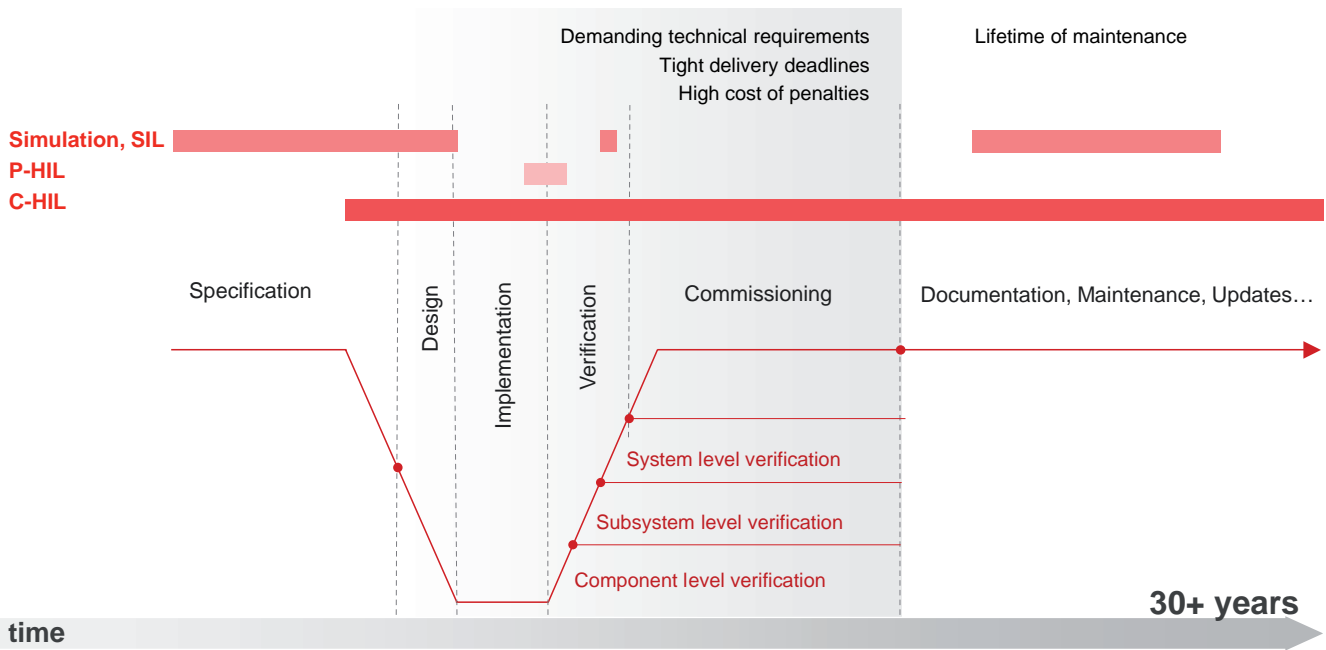 Demanding technical requirements
Tight delivery deadlines
High cost of penalties
Lifetime of maintenance
Simulation, SIL
P-HIL
C-HIL
Specification
Design
Implementation
Verification
Commissioning
Documentation, Maintenance, Updates…
System level verification
Subsystem level verification
Component level verification
30+ years
time